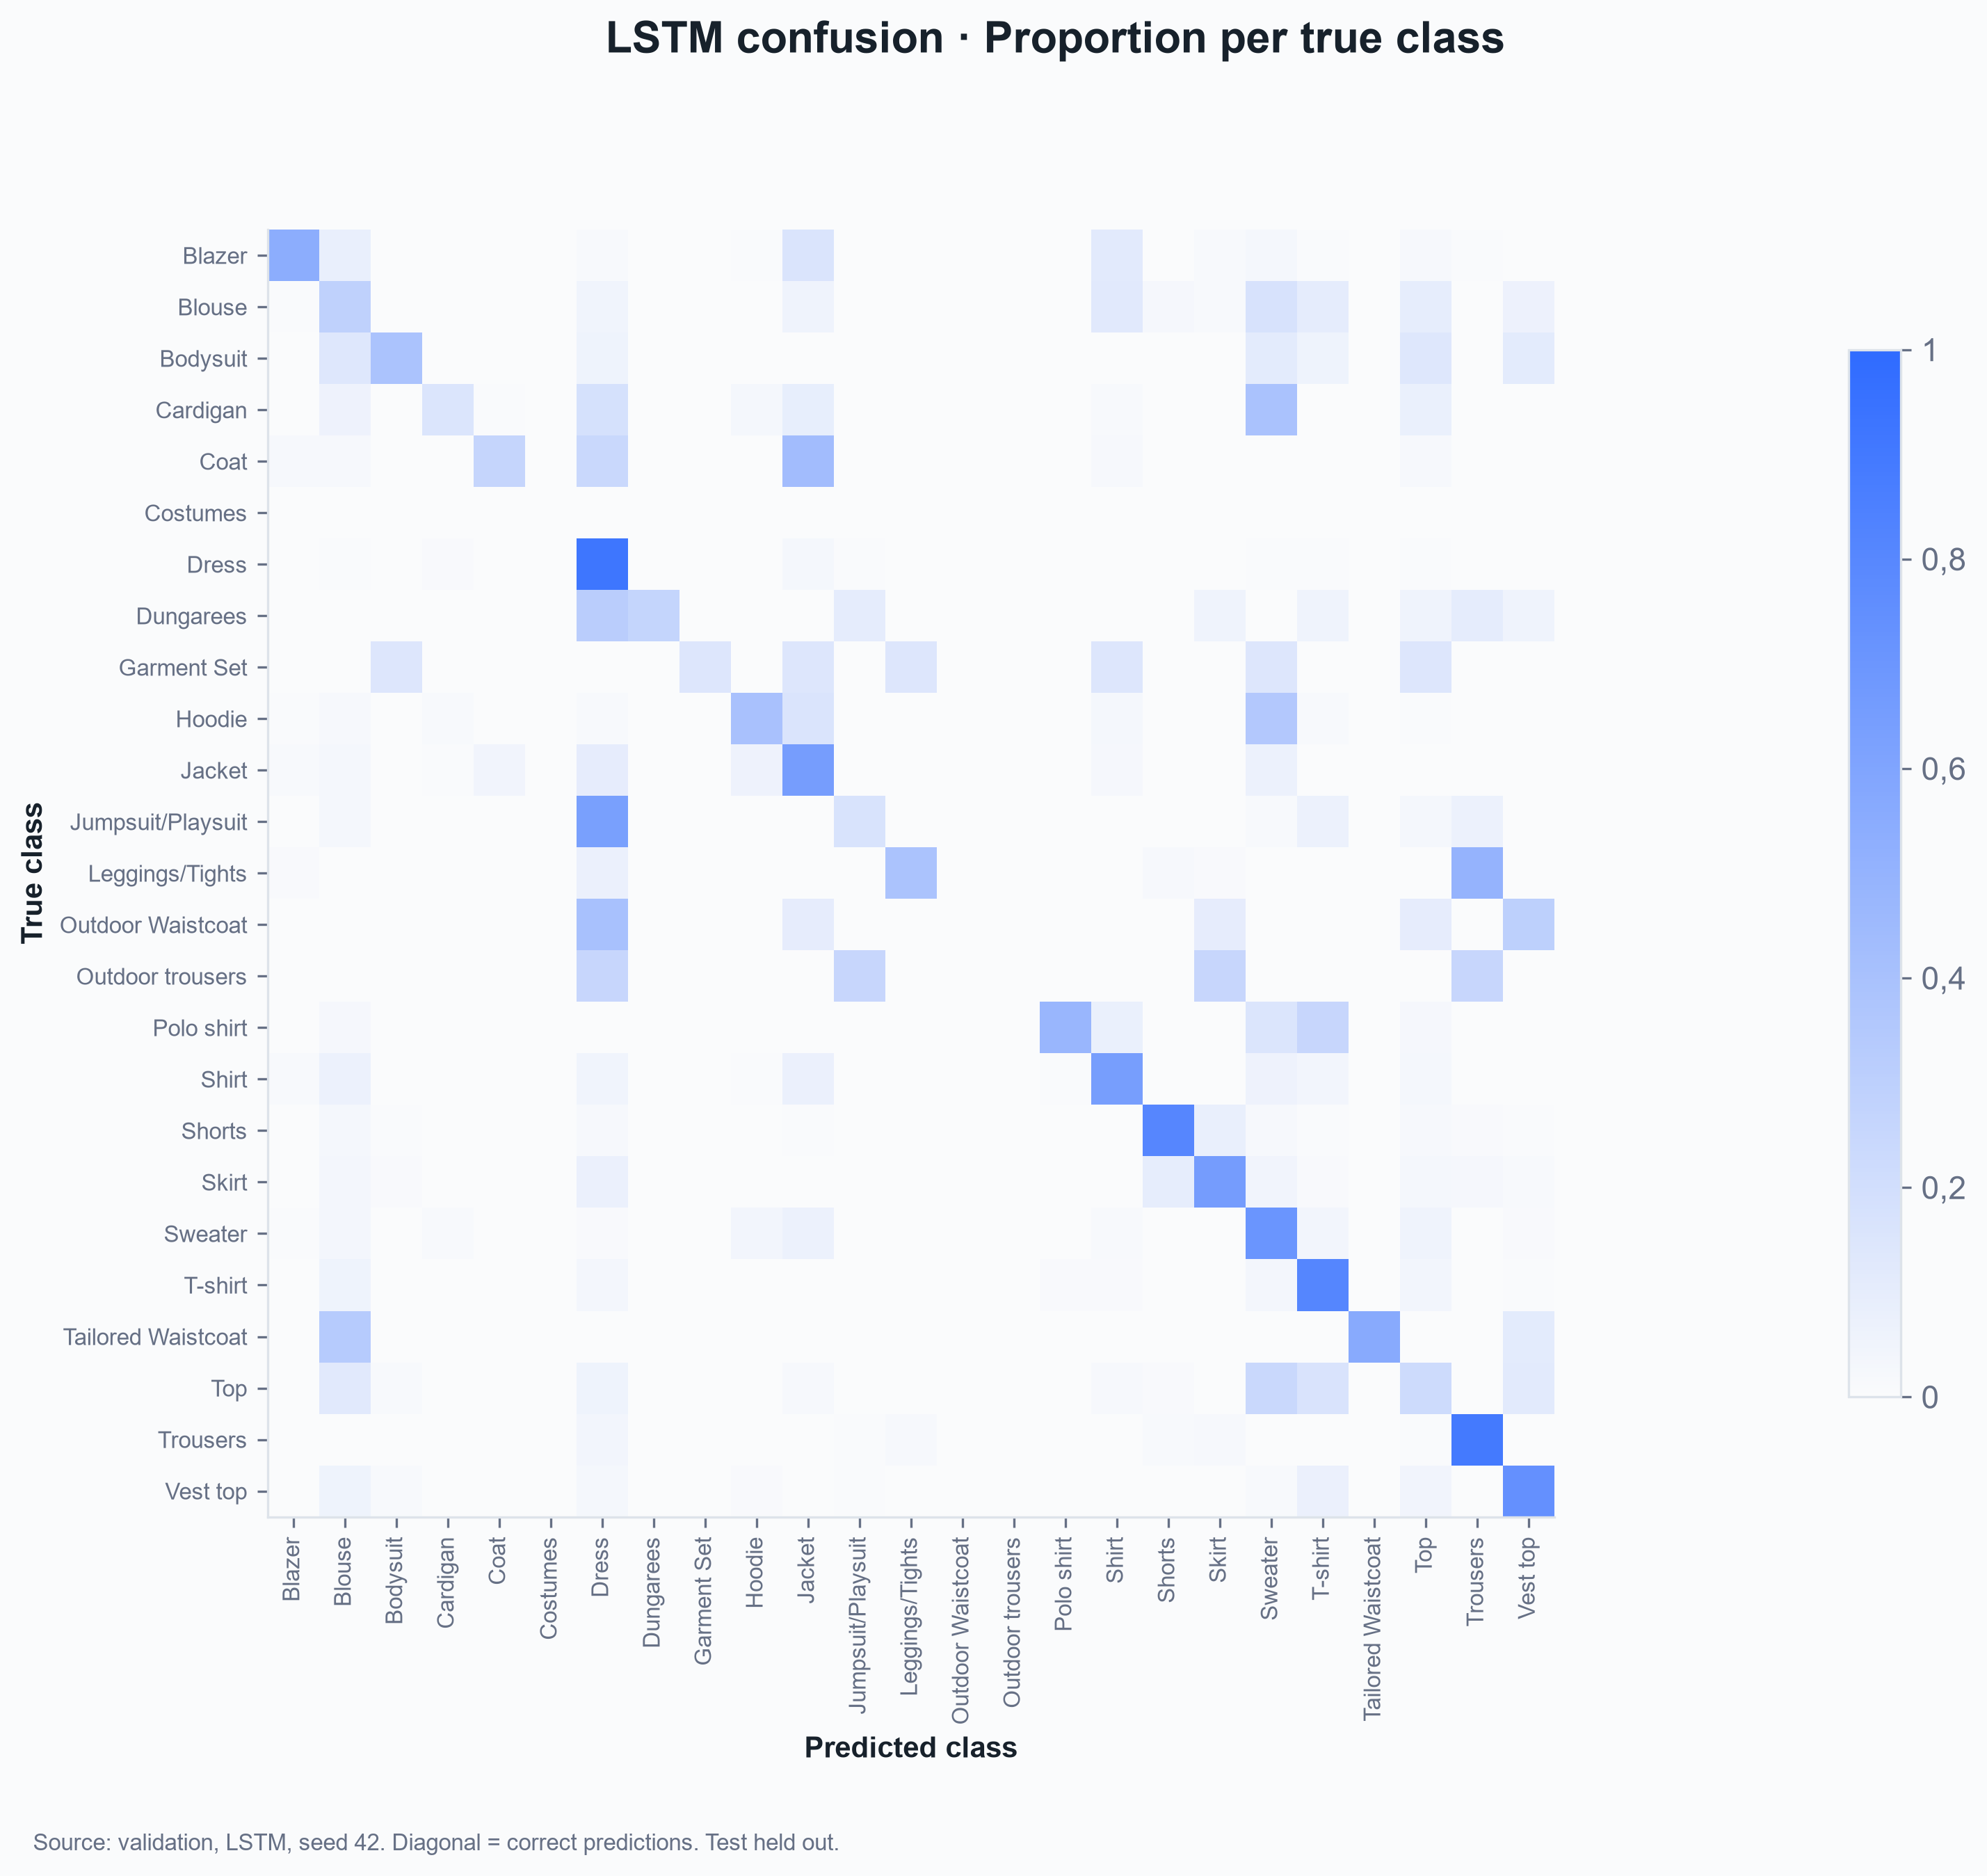 LSTM confusion · Proportion per true class
True class
Blazer
Blouse
Bodysuit
Cardigan
Coat
Costumes
Dress
Dungarees
Garment Set
Hoodie
Jacket
Jumpsuit/Playsuit
Leggings/Tights
Outdoor Waistcoat
Outdoor trousers
Polo shirt
Shirt
Shorts
Skirt
Sweater
T-shirt
Tailored Waistcoat
Top
Trousers
Vest top
Blazer
Blouse
Bodysuit
Cardigan
Coat
Costumes
Dress
Dungarees
Garment Set
Hoodie
Jacket
Jumpsuit/Playsuit
Leggings/Tights
Outdoor Waistcoat
Outdoor trousers
Polo shirt
Shirt
Shorts
Skirt
Sweater
T-shirt
Tailored Waistcoat
Top
Trousers
Vest top
Predicted class
1
0,8
0,6
0,4
0,2
0
Source: validation, LSTM, seed 42. Diagonal = correct predictions. Test held out.